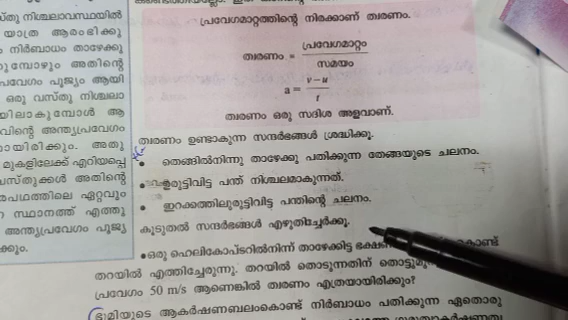 സ്തു നിശ്ചലാവസ്ഥയിൽ
യാത്ര ആരംഭിക്കു
നിർബാധം താഴേക്കു
മ്പോഴും അതിന്റെ
പ്രവേഗം പൂജ്യം ആയി
ഒരു വസ്തു നിശ്ചലാ
യിലാകുമ്പോൾ ആ
വിന്റെ അന്ത്യപ്രവേഗം
മായിരിക്കും. അതു
മുകളിലേക്ക് എറിയപ്പെ
വസ്തുക്കൾ അതിന്റെ
രപഥത്തിലെ ഏറ്റവും
സ്ഥാനത്ത് എത്തു
അന്ത്യപ്രവേഗം പൂജ്യ
ക്കും.
പ്രവേഗമാറ്റത്തിന്റെ നിരക്കാണ് ത്വരണം.
ത്വരണം = പ്രവേഗമാറ്റം
സമയം
a = v – u
t
ത്വരണം ഒരു സദിശ അളവാണ്.
ത്വരണം ഉണ്ടാകുന്ന സന്ദർഭങ്ങൾ ശ്രദ്ധിക്കൂ.
• തെങ്ങിൽനിന്നു താഴേക്കു പതിക്കുന്ന തേങ്ങയുടെ ചലനം.
• ഉരുട്ടിവിട്ട പന്ത് നിശ്ചലമാകുന്നത്.
• ഇറക്കത്തിലുരുട്ടിവിട്ട പന്തിന്റെ ചലനം.
കൂടുതൽ സന്ദർഭങ്ങൾ എഴുതിച്ചേർക്കൂ.
• ഒരു ഹെലികോപ്ടറിൽനിന്ന് താഴേക്കിട്ട കൊണ്ട്
തറയിൽ എത്തിച്ചേരുന്നു. തറയിൽ തൊടുന്നതിന്
പ്രവേഗം 50 m/s ആണെങ്കിൽ ത്വരണം എത്രയായിരിക്കും?
ഭൂമിയുടെ ആകർഷണബലംകൊണ്ട് നിർബാധം പതിക്കുന്ന ഏതൊരു